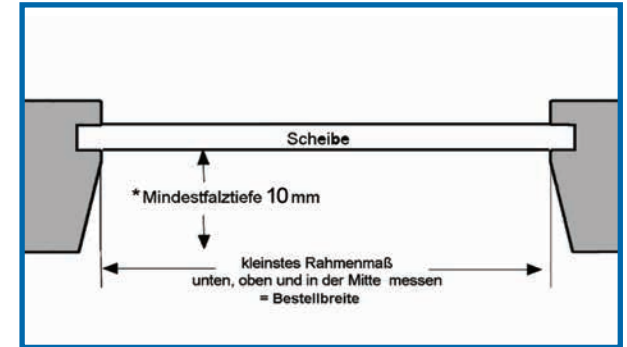 Scheibe
*Mindestfalztiefe 10 mm
kleinstes Rahmenmaß
unten, oben und in der Mitte messen
= Bestellbreite